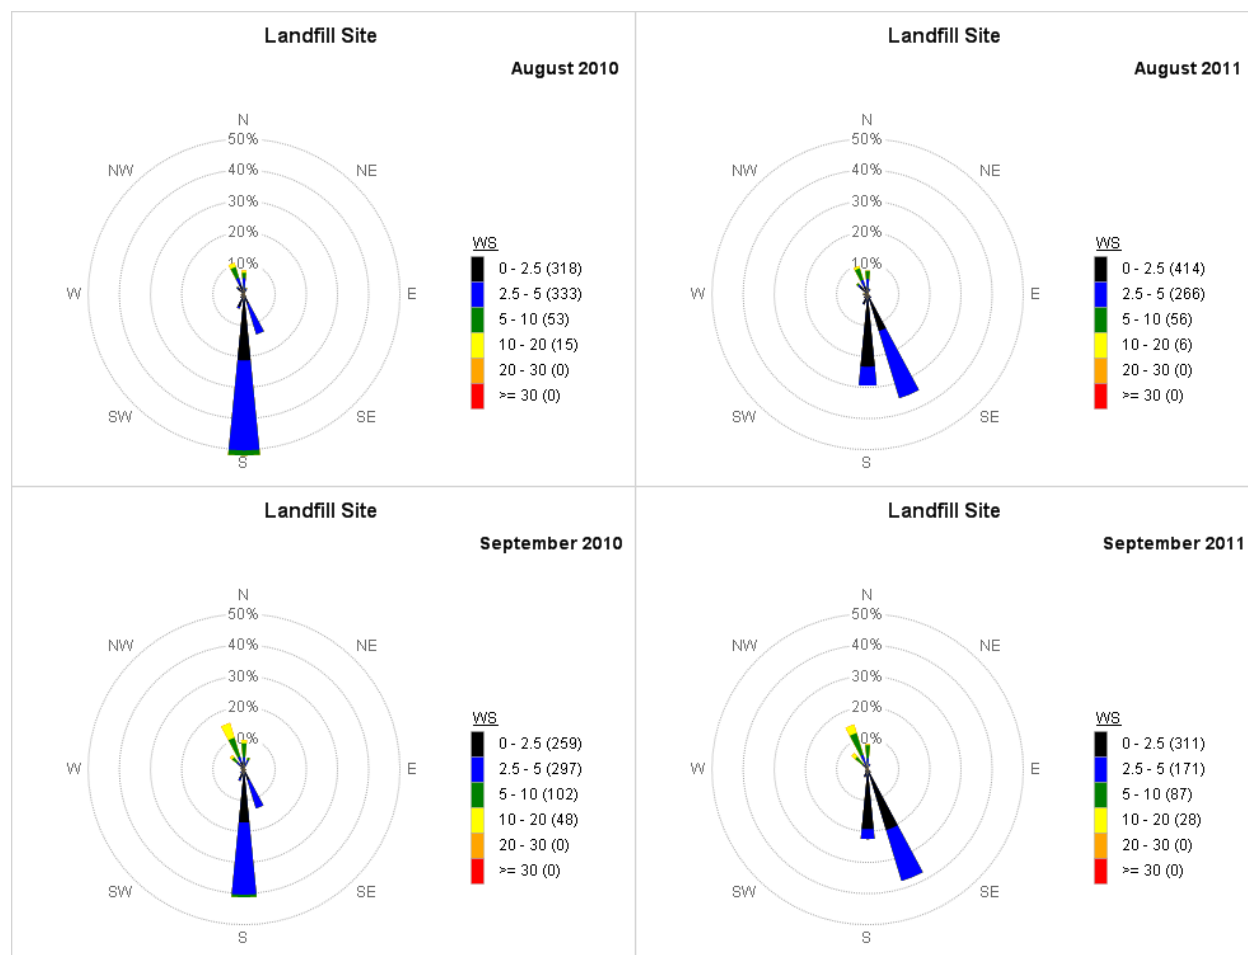 Landfill Site
August 2010
N
50%
40%
30%
20%
10%
NW
NE
W
E
SW
SE
S
WS
0 - 2.5 (318)
2.5 - 5 (333)
5 - 10 (53)
10 - 20 (15)
20 - 30 (0)
>= 30 (0)
Landfill Site
August 2011
N
50%
40%
30%
20%
10%
NW
NE
W
E
SW
SE
S
WS
0 - 2.5 (414)
2.5 - 5 (266)
5 - 10 (56)
10 - 20 (6)
20 - 30 (0)
>= 30 (0)
Landfill Site
September 2010
N
50%
40%
30%
20%
0%
NW
NE
W
E
SW
SE
S
WS
0 - 2.5 (259)
2.5 - 5 (297)
5 - 10 (102)
10 - 20 (48)
20 - 30 (0)
>= 30 (0)
Landfill Site
September 2011
N
50%
40%
30%
20%
10%
NW
NE
W
E
SW
SE
S
WS
0 - 2.5 (311)
2.5 - 5 (171)
5 - 10 (87)
10 - 20 (28)
20 - 30 (0)
>= 30 (0)